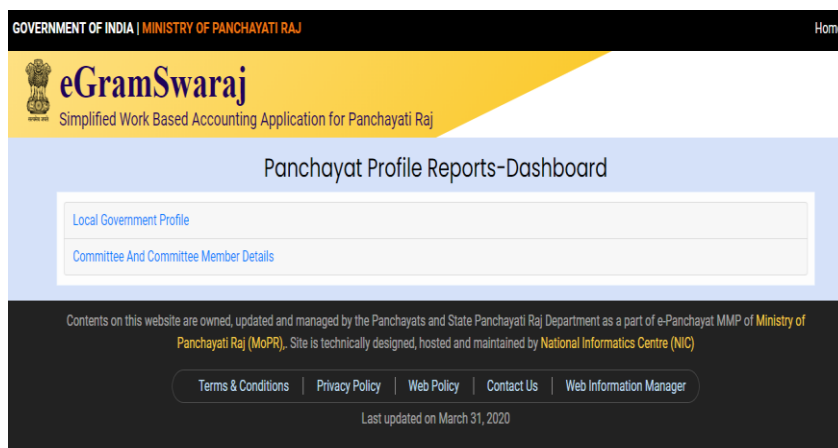 GOVERNMENT OF INDIA | MINISTRY OF PANCHAYATI RAJ Home
eGramSwaraj
Simplified Work Based Accounting Application for Panchayati Raj
Panchayat Profile Reports-Dashboard
Local Government Profile
Committee And Committee Member Details
Contents on this website are owned, updated and managed by the Panchayats and State Panchayati Raj Department as a part of e-Panchayat MMP of Ministry of
Panchayati Raj (MoPR),. Site is technically designed, hosted and maintained by National Informatics Centre (NIC)
Terms & Conditions | Privacy Policy | Web Policy | Contact Us | Web Information Manager
Last updated on March 31, 2020